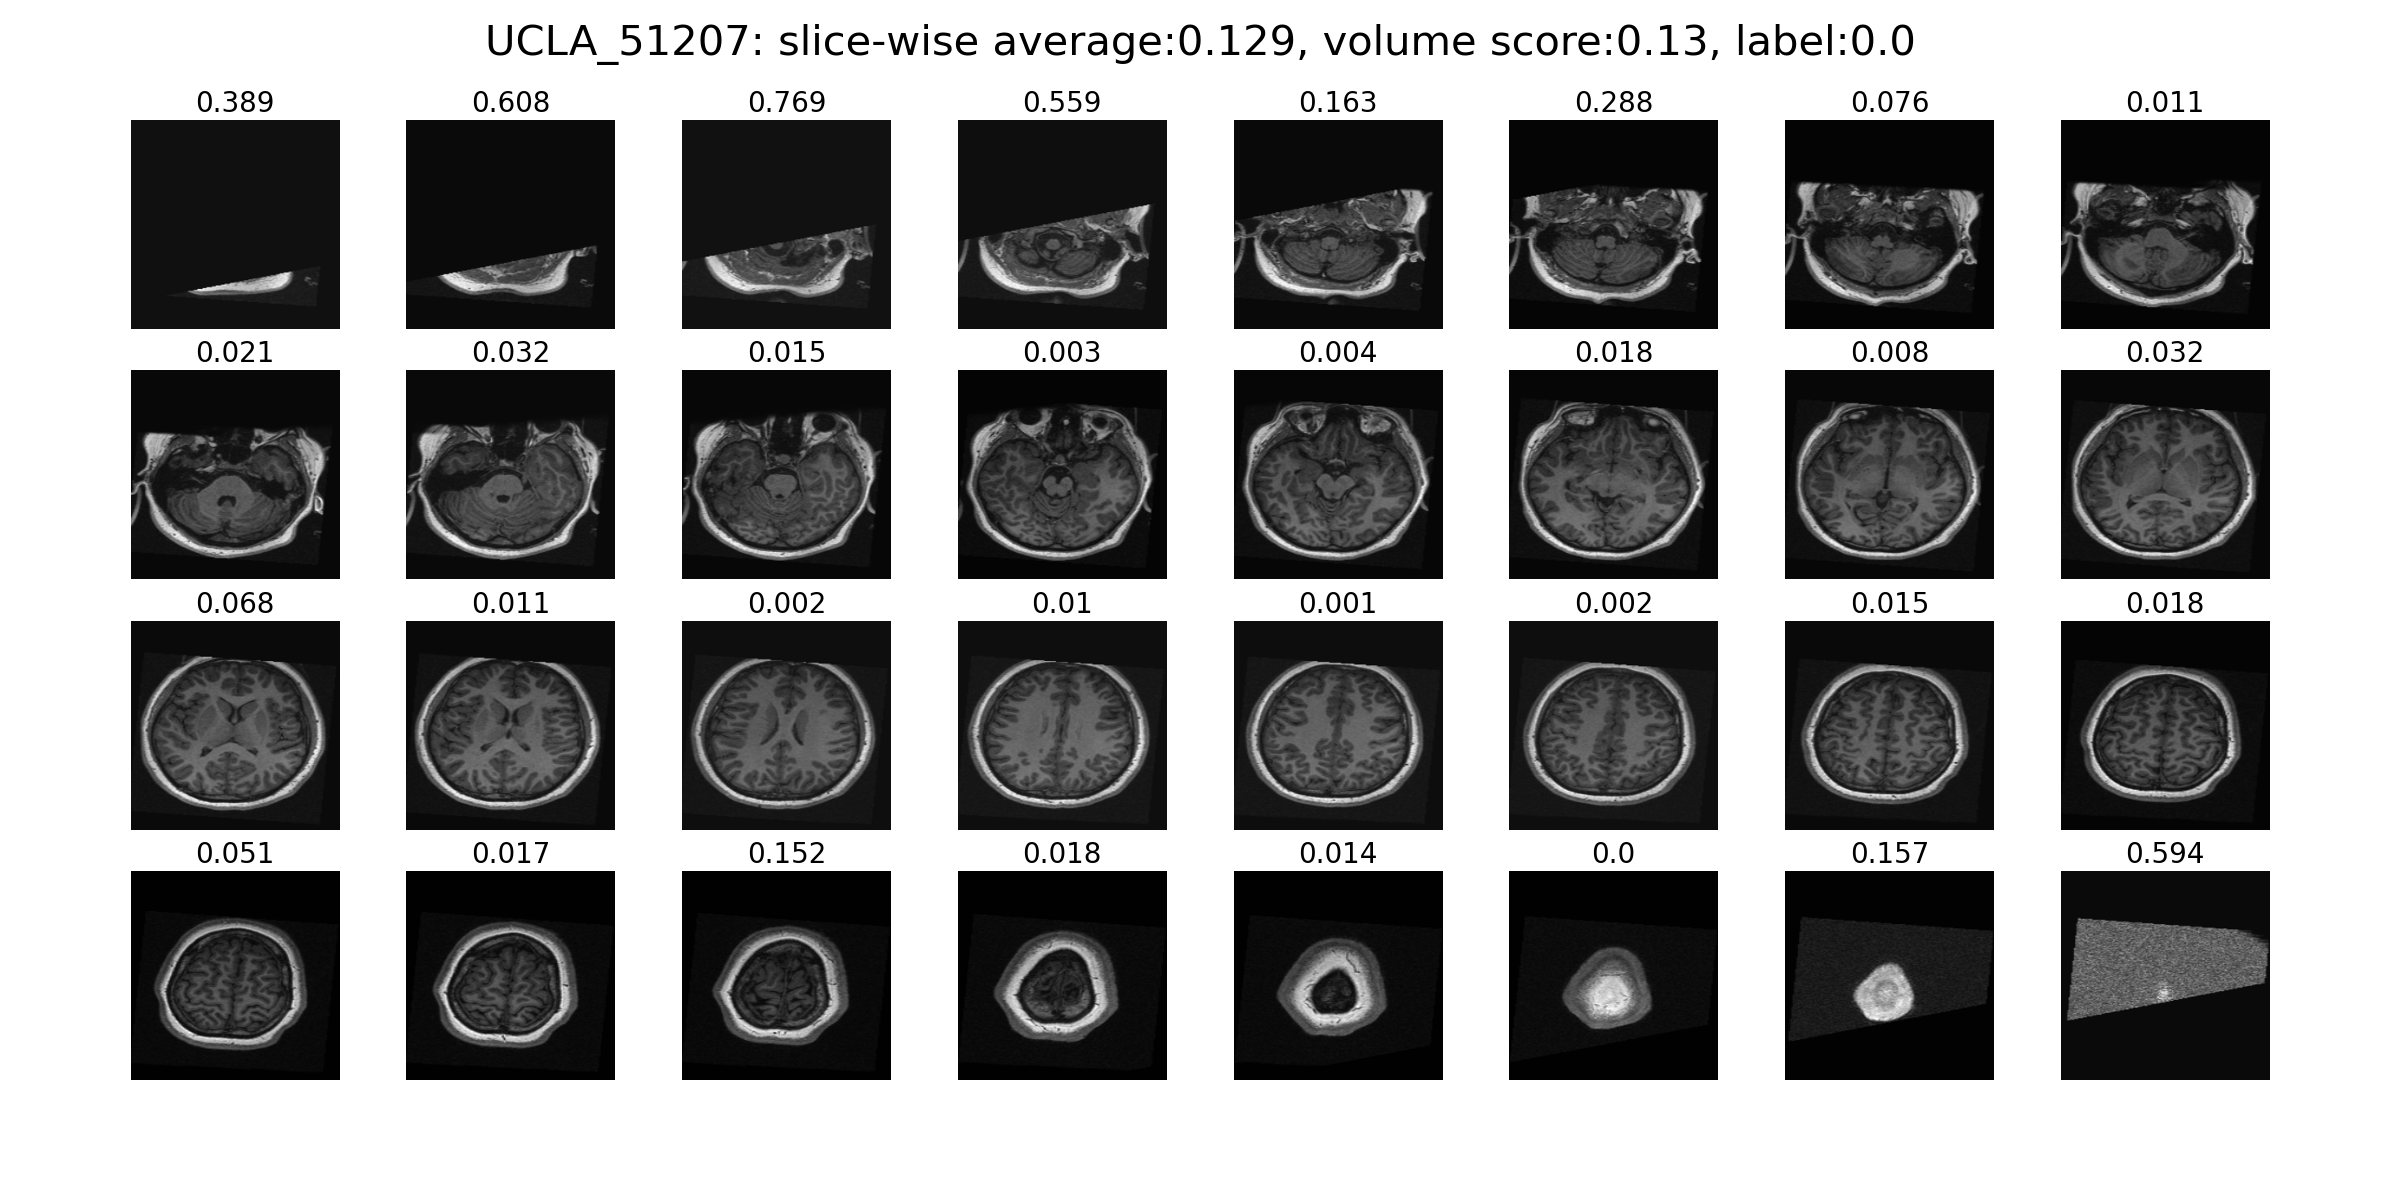 UCLA_51207: slice-wise average:0.129, volume score:0.13, label:0.0
0.389 0.608 0.769 0.559 0.163 0.288 0.076 0.011
0.021 0.032 0.015 0.003 0.004 0.018 0.008 0.032
0.068 0.011 0.002 0.01 0.001 0.002 0.015 0.018
0.051 0.017 0.152 0.018 0.014 0.0 0.157 0.594